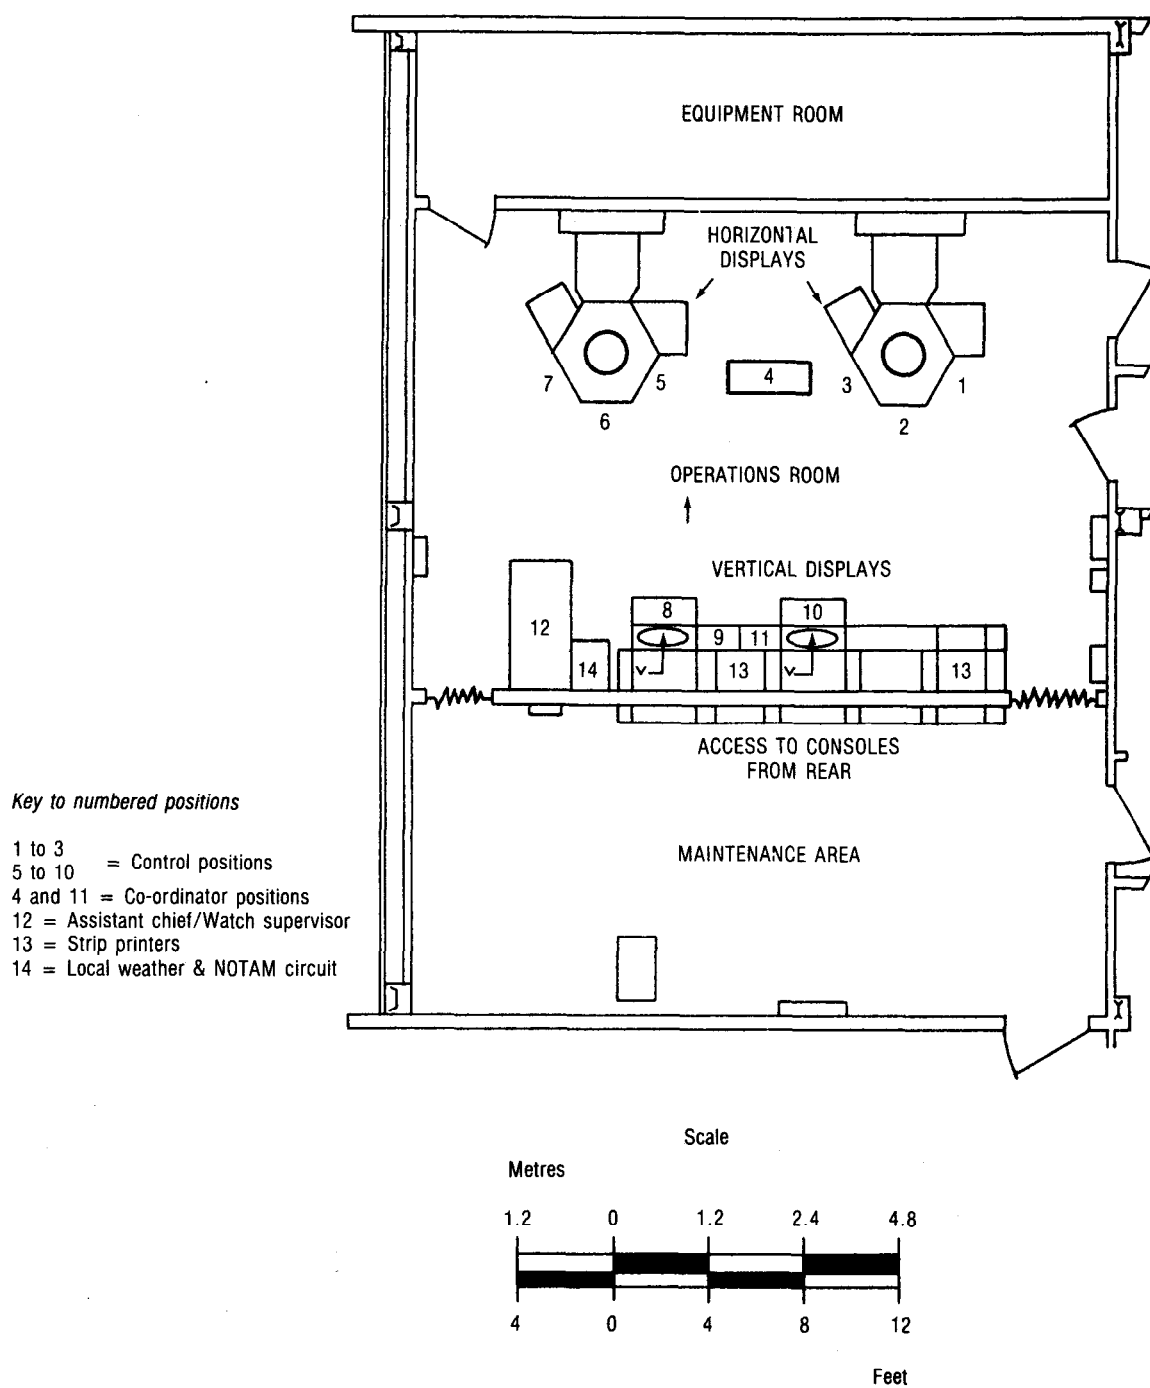 EQUIPMENT ROOM
HORIZONTAL
DISPLAYS
7
5
4
3
1
6
2
OPERATIONS ROOM
VERTICAL DISPLAYS
8
10
12
9
11
14
13
13
V
V
ACCESS TO CONSOLES
FROM REAR
Key to numbered positions
1 to 3
5 to 10 = Control positions
4 and 11 = Co-ordinator positions
12 = Assistant chief/Watch supervisor
13 = Strip printers
14 = Local weather & NOTAM circuit
MAINTENANCE AREA
Scale
Metres
1.2 0 1.2 2.4 4.8
4 0 4 8 12
Feet